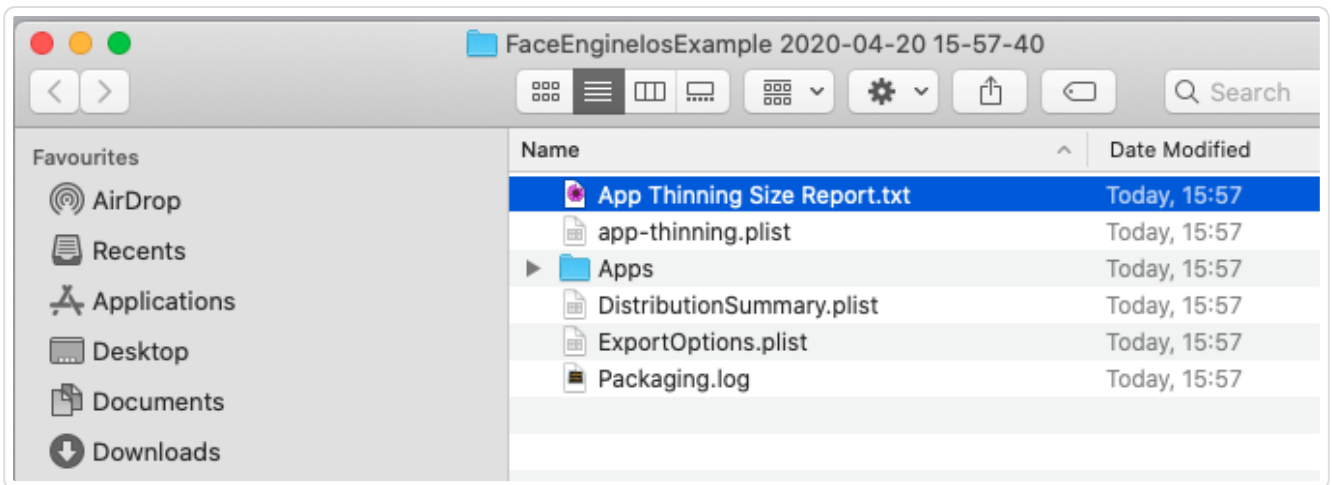 FaceEngineIosExample 2020-04-20 15-57-40
Search
Favourites
AirDrop
Recents
Applications
Desktop
Documents
Downloads
Name Date Modified
App Thinning Size Report.txt Today, 15:57
app-thinning.plist Today, 15:57
Apps Today, 15:57
DistributionSummary.plist Today, 15:57
ExportOptions.plist Today, 15:57
Packaging.log Today, 15:57